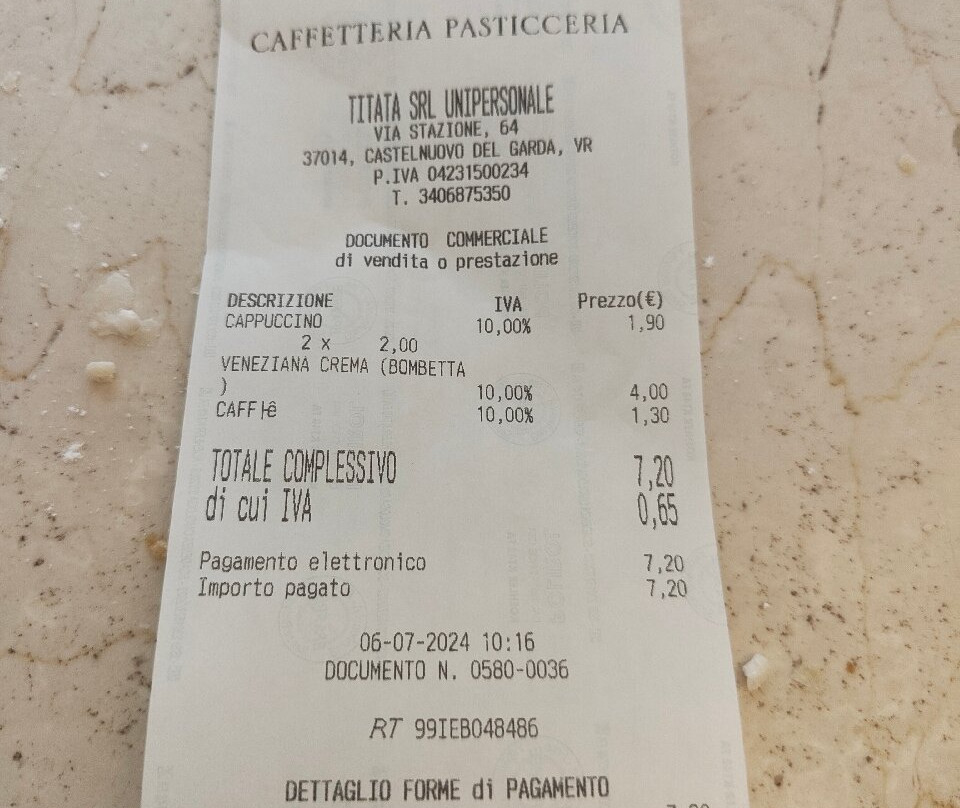 CAFFETTERIA PASTICCERIA
TITATA SRL UNIPERSONALE
VIA STAZIONE, 64
37014, CASTELNUOVO DEL GARDA, VR
P.IVA 04231500234
T. 3406875350
DOCUMENTO COMMERCIALE
di vendita o prestazione
DESCRIZIONE IVA Prezzo(€)
CAPPUCCINO 10,00% 1,90
2 x 2,00
VENEZIANA CREMA (BOMBETTA
) 10,00% 4,00
CAFF├ê 10,00% 1,30
TOTALE COMPLESSIVO 7,20
di cui IVA 0,65
Pagamento elettronico 7,20
Importo pagato 7,20
06-07-2024 10:16
DOCUMENTO N. 0580-0036
RT 99IEB048486
DETTAGLIO FORME di PAGAMENTO